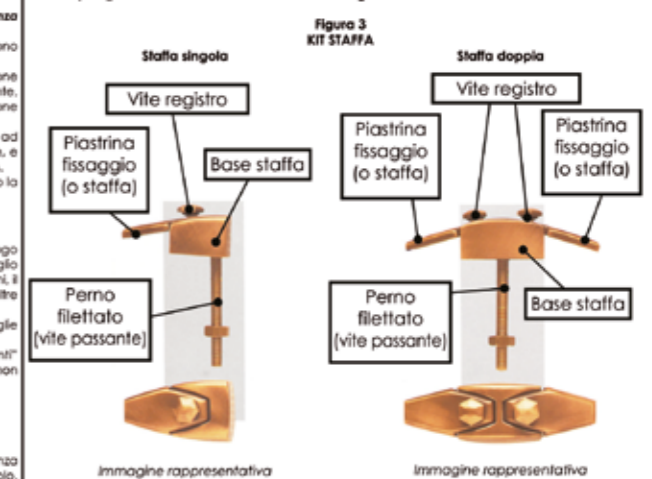 Figura 3
KIT STAFFA
Staffa singola
Staffa doppia
Vite registro
Vite registro
Piastrina
fissaggio
(o staffa)
Base staffa
Piastrina
fissaggio
(o staffa)
Piastrina
fissaggio
(o staffa)
Perno
filettato
(vite passante)
Perno
filettato
(vite passante)
Base staffa
Immagine rappresentativa
Immagine rappresentativa